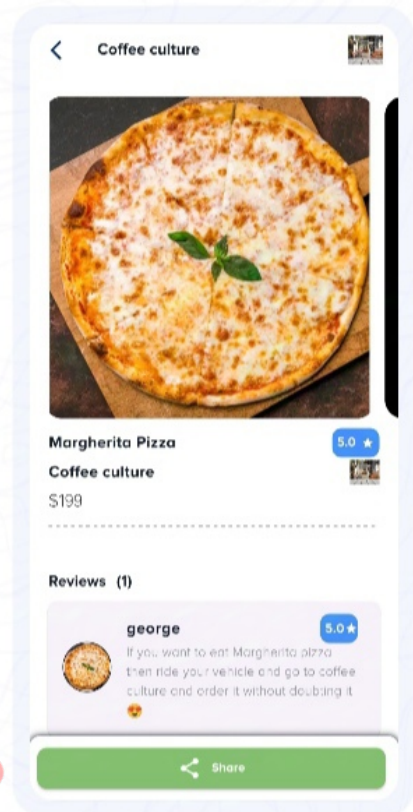 Coffee culture
Margherita Pizza
5.0 ★
Coffee culture
$199
Reviews (1)
george
5.0★
If you want to eat Margherita pizza
then ride your vehicle and go to coffee
culture and order it without doubting it
😍
Share